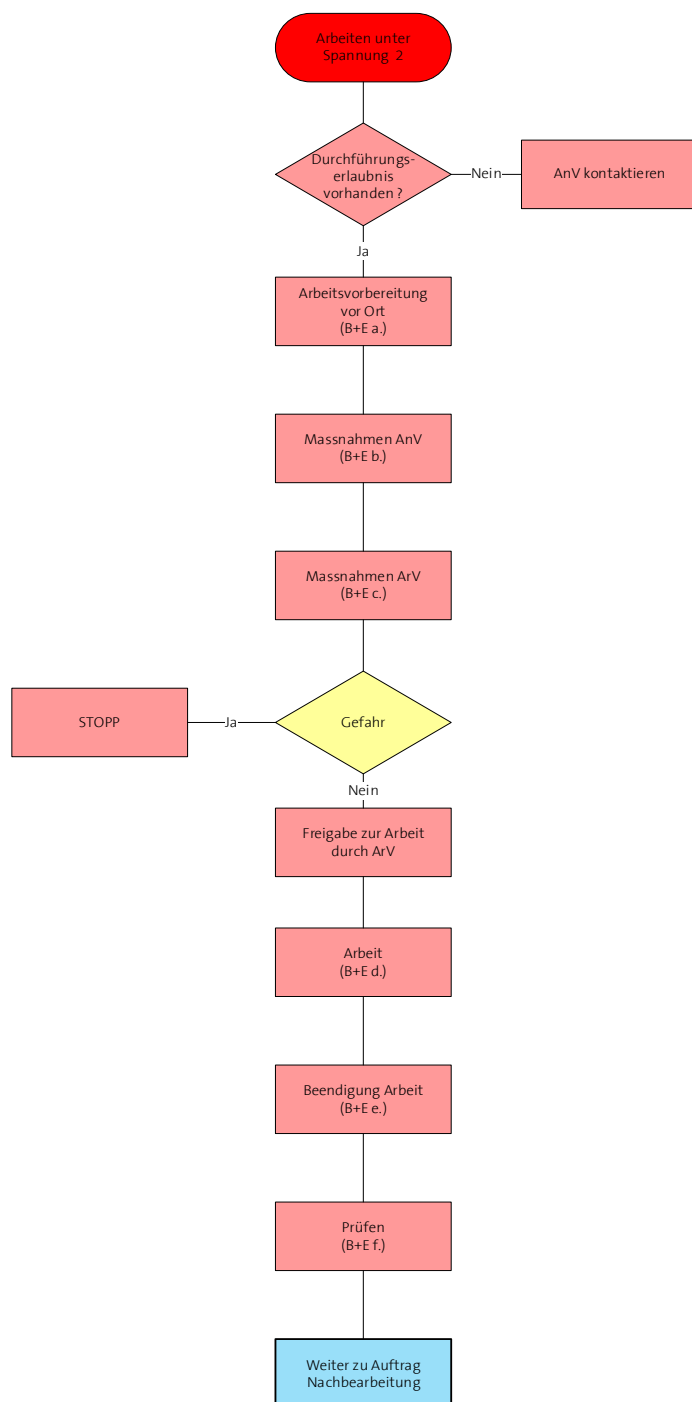 Arbeiten unter
Spannung 2
Durchführungs-
erlaubnis
vorhanden ?
Nein
AnV kontaktieren
Ja
Arbeitsvorbereitung
vor Ort
(B+E a.)
Massnahmen AnV
(B+E b.)
Massnahmen ArV
(B+E c.)
STOPP
Ja
Gefahr
Nein
Freigabe zur Arbeit
durch ArV
Arbeit
(B+E d.)
Beendigung Arbeit
(B+E e.)
Prüfen
(B+E f.)
Weiter zu Auftrag
Nachbearbeitung